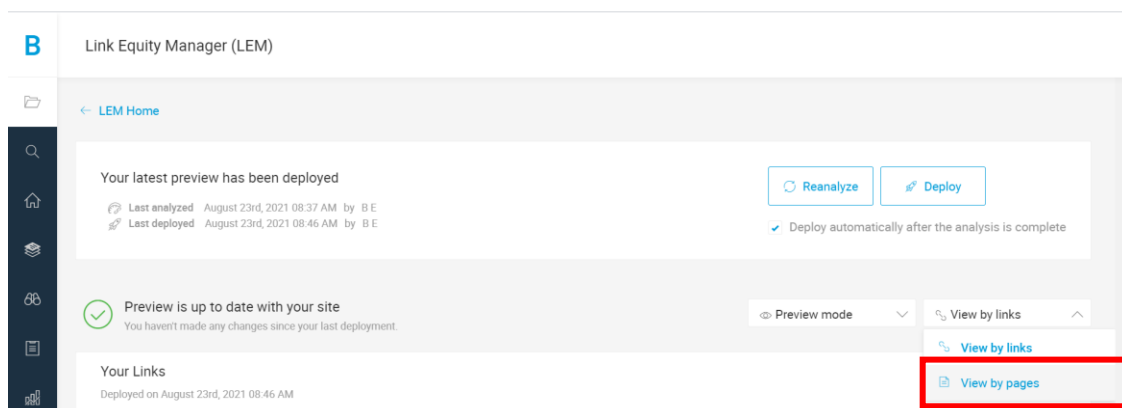 B
Link Equity Manager (LEM)
← LEM Home
Your latest preview has been deployed
Last analyzed August 23rd, 2021 08:37 AM by B E
Last deployed August 23rd, 2021 08:46 AM by B E
Reanalyze
Deploy
Deploy automatically after the analysis is complete
Preview is up to date with your site
You haven't made any changes since your last deployment.
Preview mode
View by links
View by links
View by pages
Your Links
Deployed on August 23rd, 2021 08:46 AM